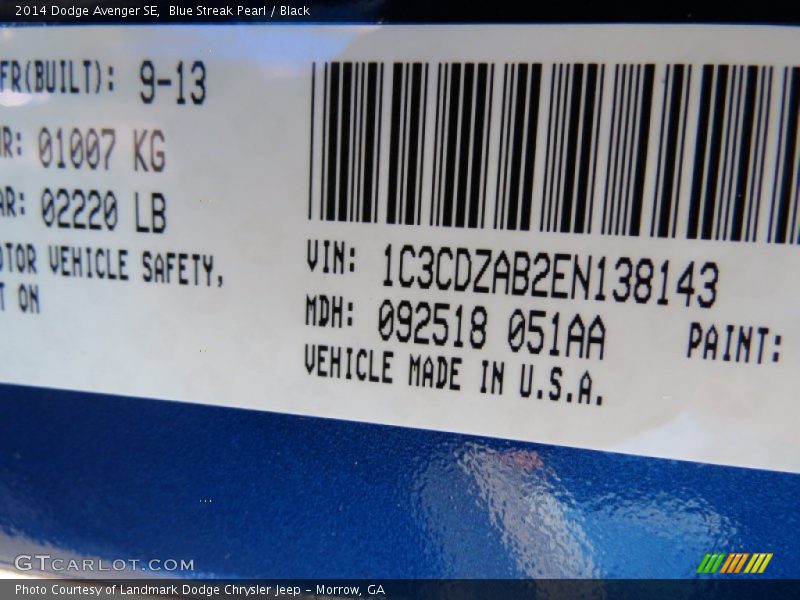 2014 Dodge Avenger SE, Blue Streak Pearl / Black
FR(BUILT): 9-13
R: 01007 KG
AR: 02220 LB
OTOR VEHICLE SAFETY,
T ON
VIN: 1C3CDZAB2EN138143
MDH: 092518 051AA PAINT:
VEHICLE MADE IN U.S.A.
GTCARLOT.COM
Photo Courtesy of Landmark Dodge Chrysler Jeep - Morrow, GA